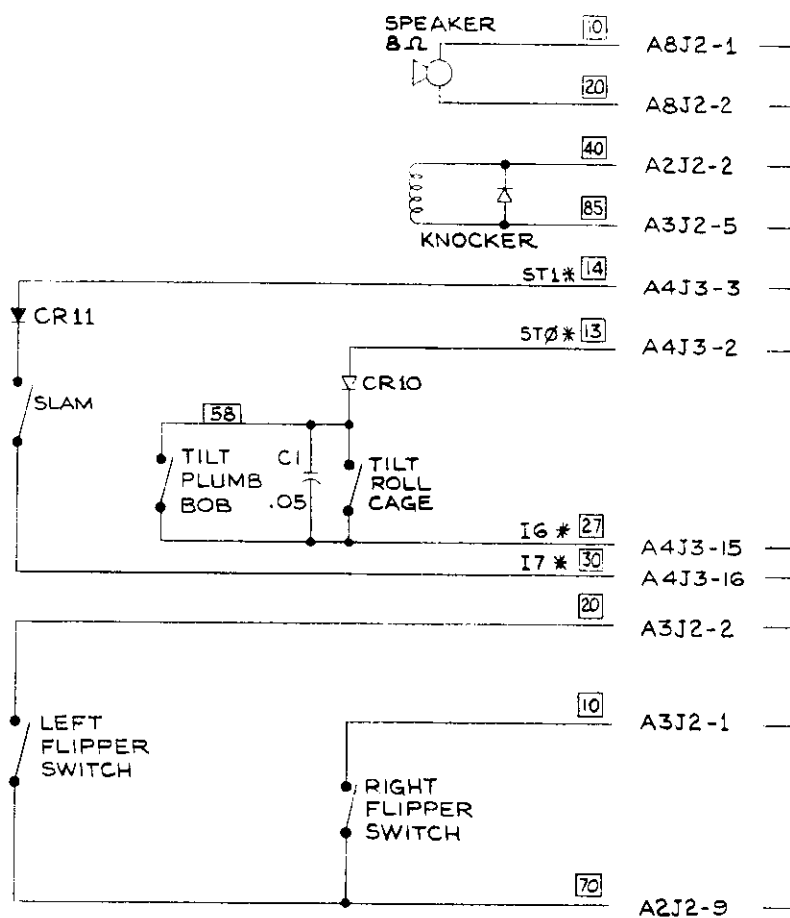 SPEAKER
8 Ω
10 A8J2-1
20 A8J2-2
40 A2J2-2
85 A3J2-5
KNOCKER
ST1* 14 A4J3-3
CR11
STØ* 13 A4J3-2
CR10
SLAM
58
TILT
PLUMB
BOB
C1
.05
TILT
ROLL
CAGE
I6 * 27 A4J3-15
I7 * 30 A4J3-16
20 A3J2-2
LEFT
FLIPPER
SWITCH
10 A3J2-1
RIGHT
FLIPPER
SWITCH
70 A2J2-9